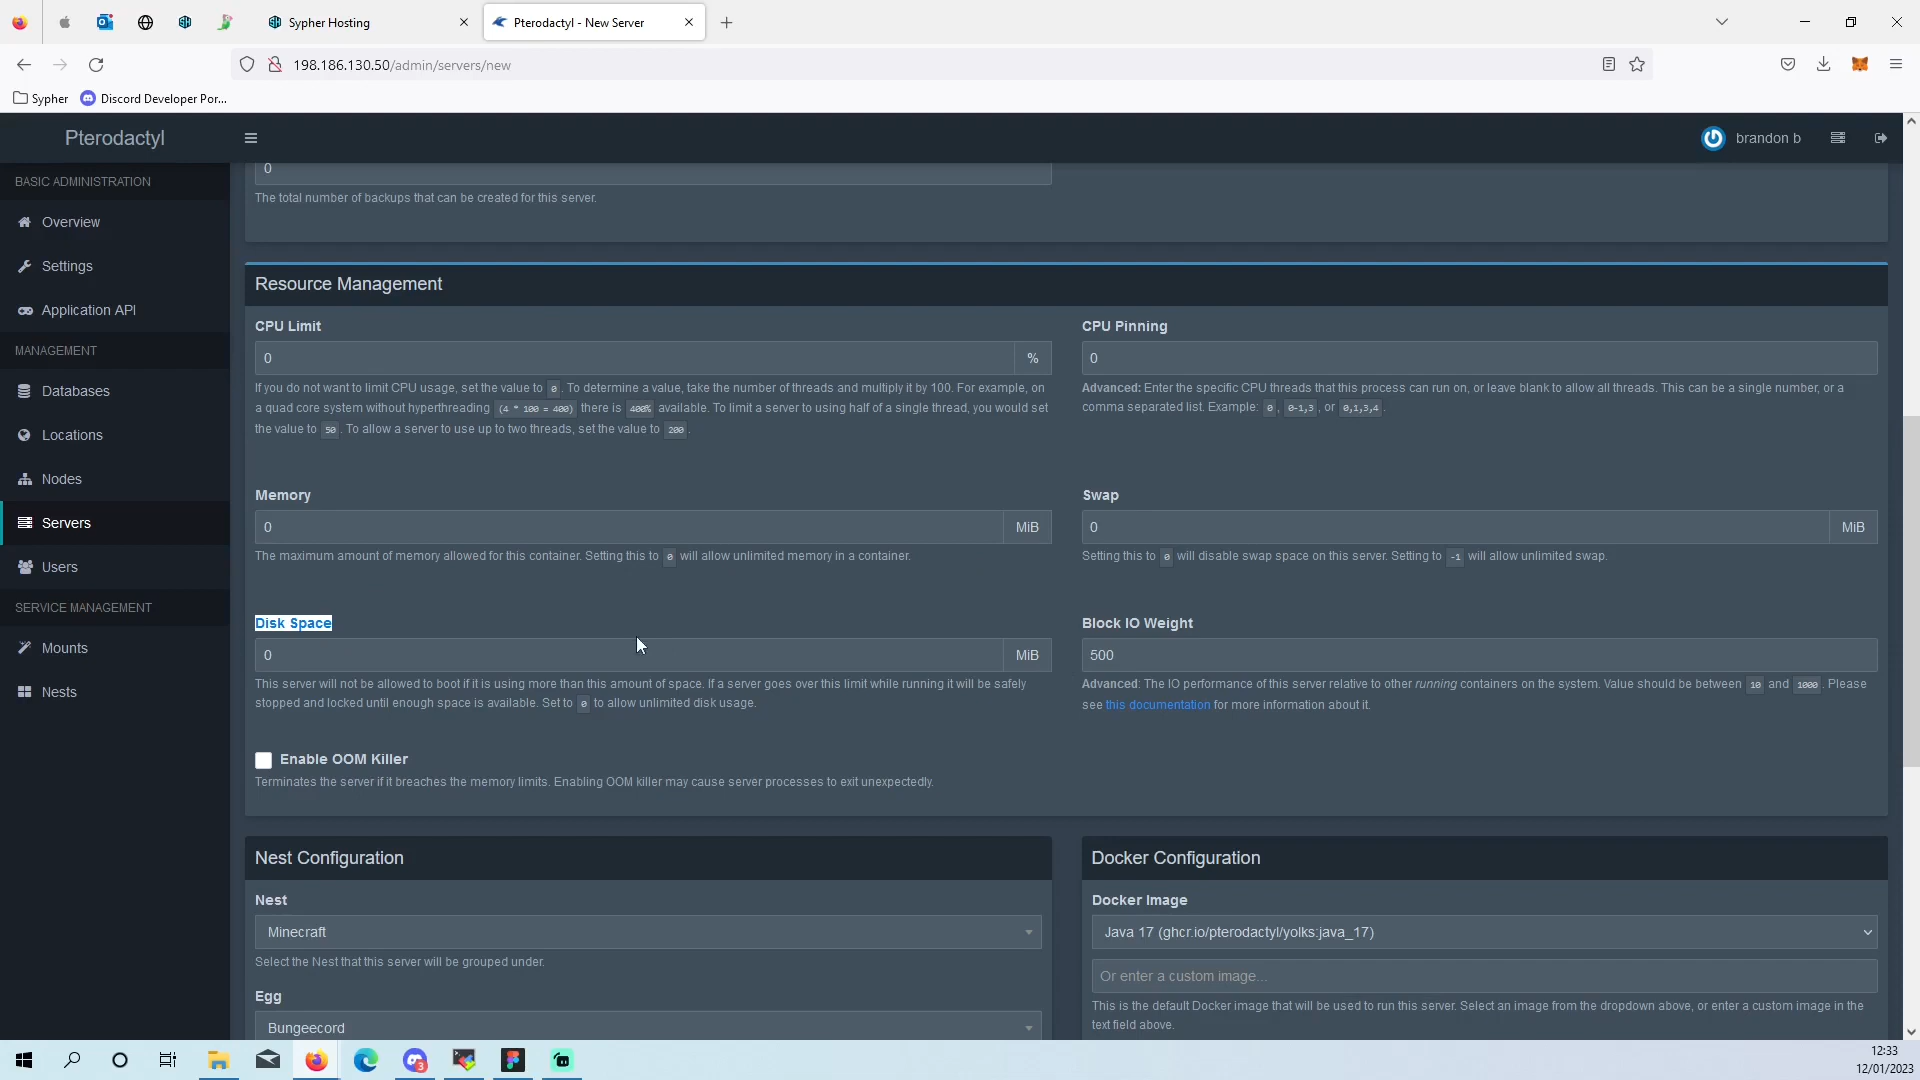 Sypher Hosting
Pterodactyl - New Server
198.186.130.50/admin/servers/new
Sypher
Discord Developer Por...
Pterodactyl
brandon b
BASIC ADMINISTRATION
Overview
Settings
Application API
MANAGEMENT
Databases
Locations
Nodes
Servers
Users
SERVICE MANAGEMENT
Mounts
Nests
0
The total number of backups that can be created for this server.
Resource Management
CPU Limit
0 %
If you do not want to limit CPU usage, set the value to 0. To determine a value, take the number of threads and multiply it by 100. For example, on
a quad core system without hyperthreading (4 * 100 = 400) there is 400% available. To limit a server to using half of a single thread, you would set
the value to 50. To allow a server to use up to two threads, set the value to 200.
CPU Pinning
0
Advanced: Enter the specific CPU threads that this process can run on, or leave blank to allow all threads. This can be a single number, or a
comma separated list. Example: 0, 0-1,3, or 0,1,3,4.
Memory
0 MiB
The maximum amount of memory allowed for this container. Setting this to 0 will allow unlimited memory in a container.
Swap
0 MiB
Setting this to 0 will disable swap space on this server. Setting to -1 will allow unlimited swap.
Disk Space
0 MiB
This server will not be allowed to boot if it is using more than this amount of space. If a server goes over this limit while running it will be safely
stopped and locked until enough space is available. Set to 0 to allow unlimited disk usage.
Block IO Weight
500
Advanced: The IO performance of this server relative to other running containers on the system. Value should be between 10 and 1000. Please
see this documentation for more information about it.
Enable OOM Killer
Terminates the server if it breaches the memory limits. Enabling OOM killer may cause server processes to exit unexpectedly.
Nest Configuration
Nest
Minecraft
Select the Nest that this server will be grouped under.
Egg
Bungeecord
Docker Configuration
Docker Image
Java 17 (ghcr.io/pterodactyl/yolks:java_17)
Or enter a custom image...
This is the default Docker image that will be used to run this server. Select an image from the dropdown above, or enter a custom image in the
text field above.
3
12:33
12/01/2023